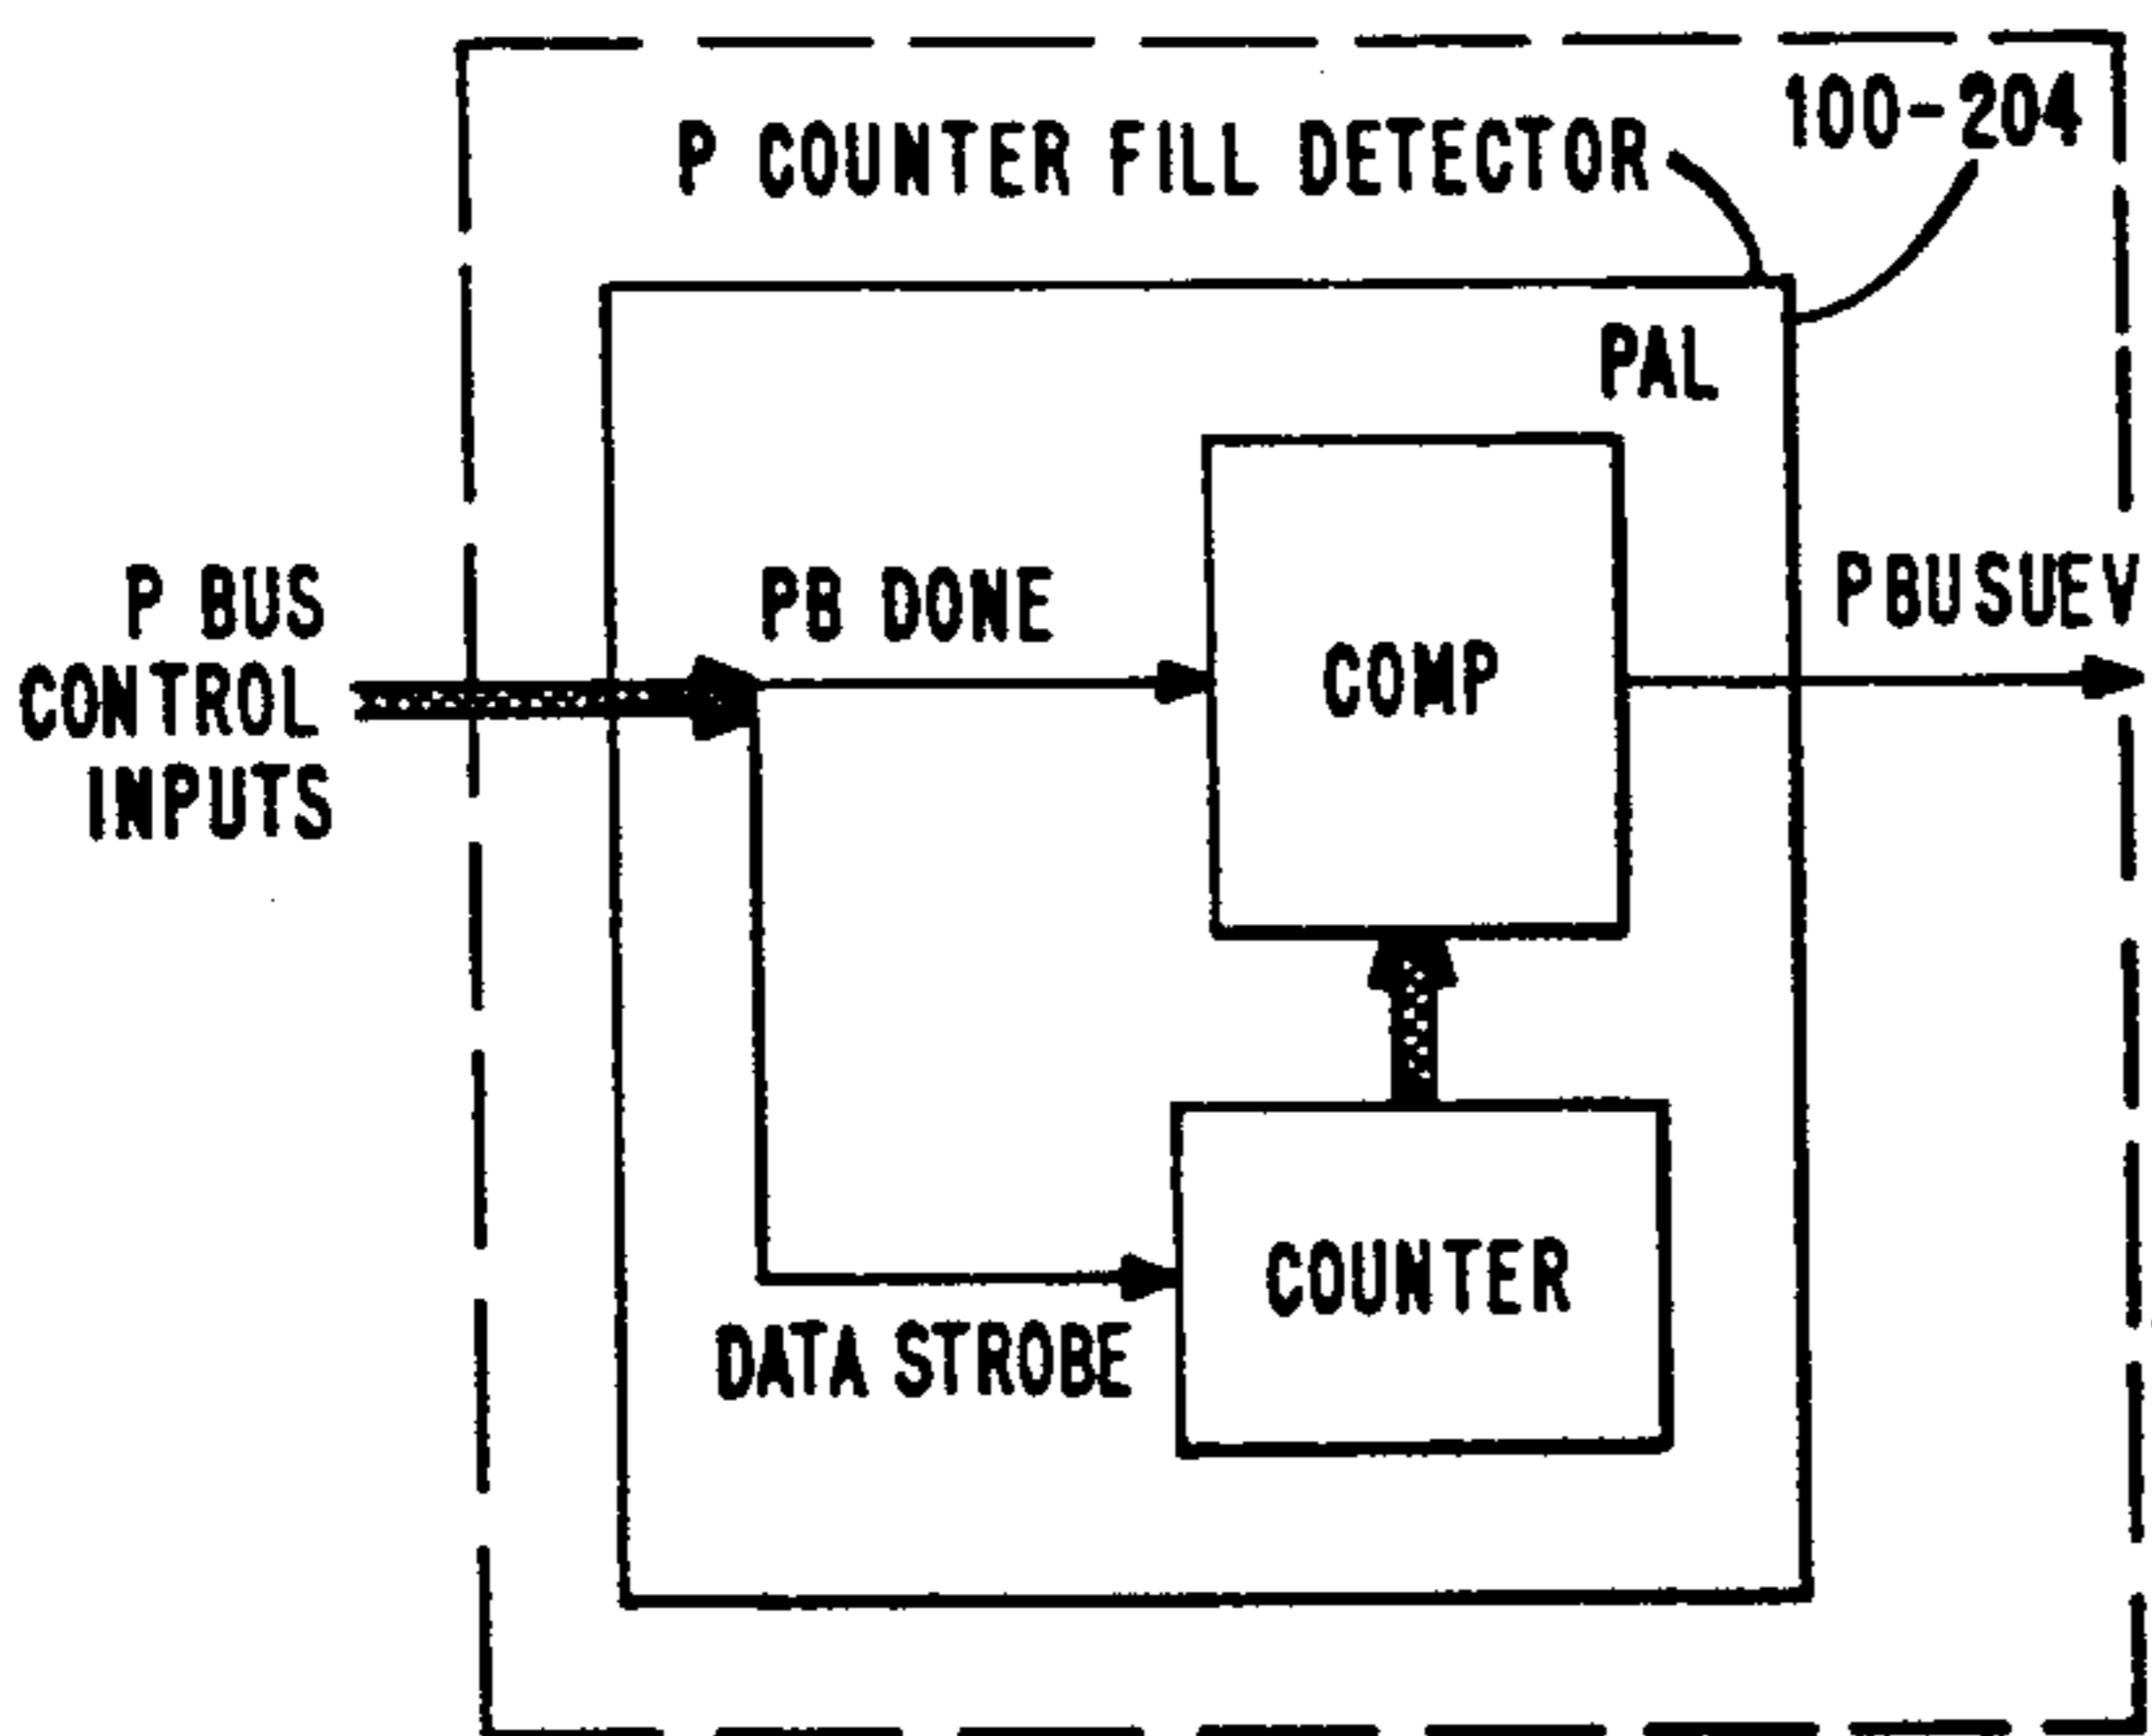 100-204
P COUNTER FILL DETECTOR
PAL
P BUS
CONTROL
INPUTS
PB DONE
COMP
PBUSUEV
COUNTER
DATA STROBE